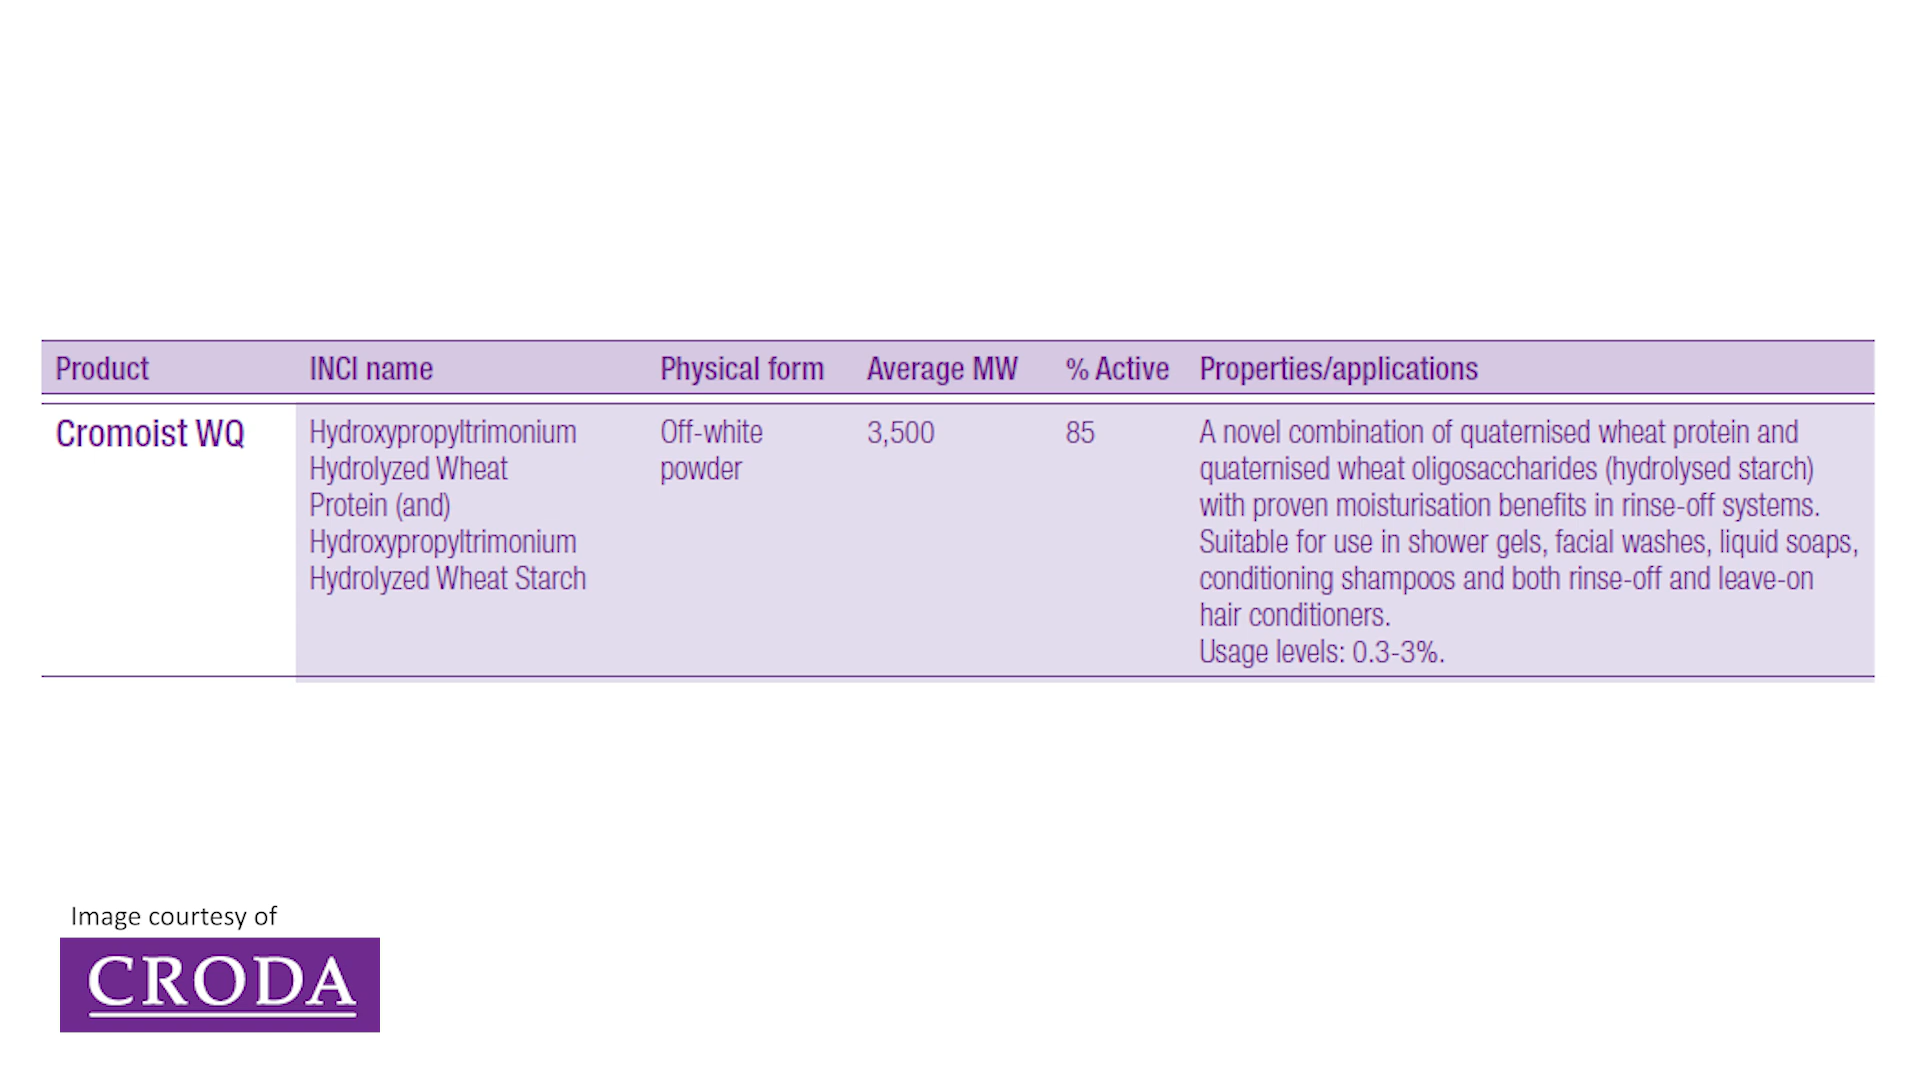 Product INCI name Physical form Average MW % Active Properties/applications
Cromoist WQ
Hydroxypropyltrimonium
Hydrolyzed Wheat
Protein (and)
Hydroxypropyltrimonium
Hydrolyzed Wheat Starch
Off-white
powder
3,500
85
A novel combination of quaternised wheat protein and
quaternised wheat oligosaccharides (hydrolysed starch)
with proven moisturisation benefits in rinse-off systems.
Suitable for use in shower gels, facial washes, liquid soaps,
conditioning shampoos and both rinse-off and leave-on
hair conditioners.
Usage levels: 0.3-3%.
Image courtesy of
CRODA